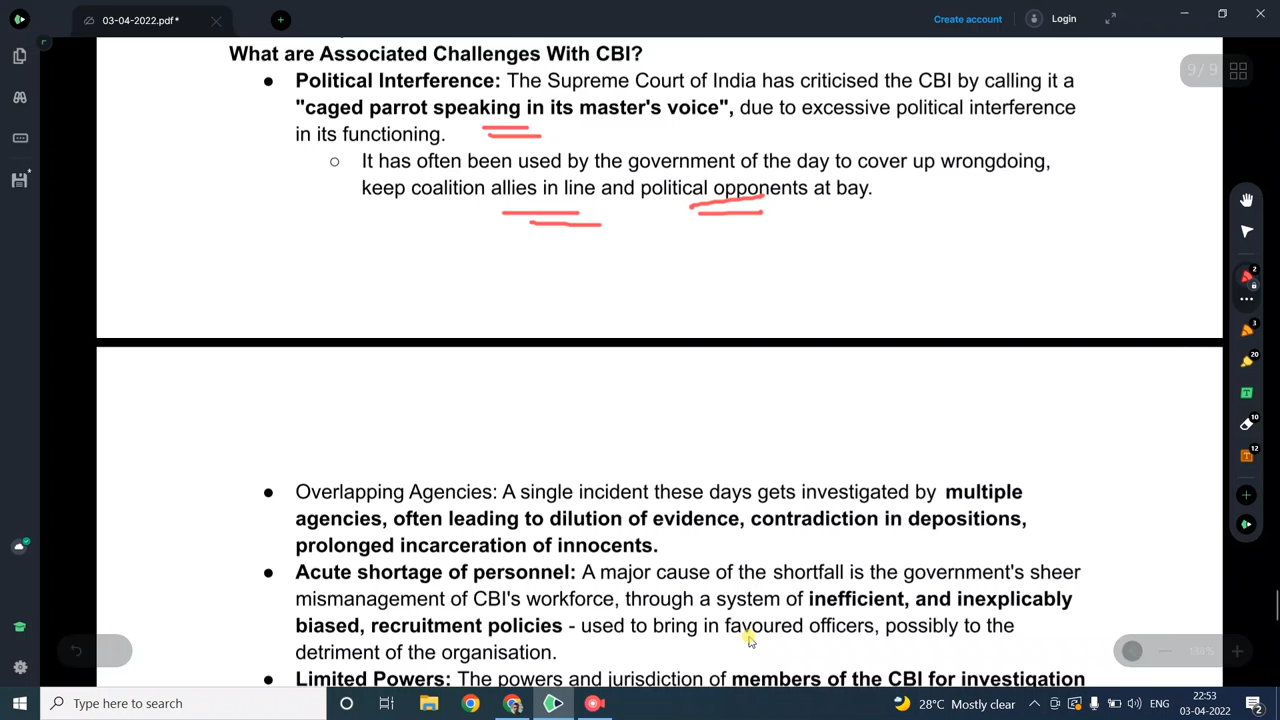 03-04-2022.pdf*
Create account
Login
9/9
What are Associated Challenges With CBI?
● Political Interference: The Supreme Court of India has criticised the CBI by calling it a
"caged parrot speaking in its master's voice", due to excessive political interference
in its functioning.
○ It has often been used by the government of the day to cover up wrongdoing,
keep coalition allies in line and political opponents at bay.
● Overlapping Agencies: A single incident these days gets investigated by multiple
agencies, often leading to dilution of evidence, contradiction in depositions,
prolonged incarceration of innocents.
● Acute shortage of personnel: A major cause of the shortfall is the government's sheer
mismanagement of CBI's workforce, through a system of inefficient, and inexplicably
biased, recruitment policies - used to bring in favoured officers, possibly to the
detriment of the organisation.
● Limited Powers: The powers and jurisdiction of members of the CBI for investigation
2
3
20
10
12
Type here to search
28°C Mostly clear
ENG
22:53
03-04-2022
2